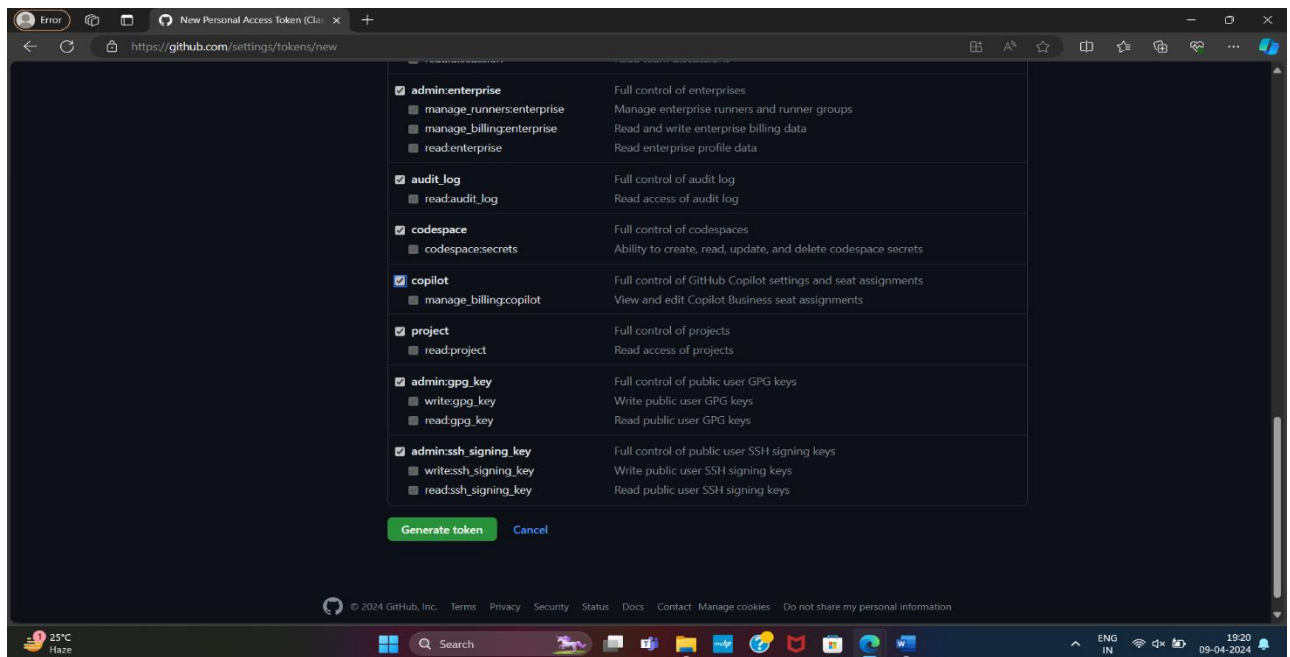 Error
New Personal Access Token (Clas
https://github.com/settings/tokens/new
admin:enterprise Full control of enterprises
manage_runners:enterprise Manage enterprise runners and runner groups
manage_billing:enterprise Read and write enterprise billing data
read:enterprise Read enterprise profile data
audit_log Full control of audit log
read:audit_log Read access of audit log
codespace Full control of codespaces
codespace:secrets Ability to create, read, update, and delete codespace secrets
copilot Full control of GitHub Copilot settings and seat assignments
manage_billing:copilot View and edit Copilot Business seat assignments
project Full control of projects
read:project Read access of projects
admin:gpg_key Full control of public user GPG keys
write:gpg_key Write public user GPG keys
read:gpg_key Read public user GPG keys
admin:ssh_signing_key Full control of public user SSH signing keys
write:ssh_signing_key Write public user SSH signing keys
read:ssh_signing_key Read public user SSH signing keys
Generate token Cancel
© 2024 GitHub, Inc. Terms Privacy Security Status Docs Contact Manage cookies Do not share my personal information
1 25°C
Haze
Search
ENG
IN
19:20
09-04-2024